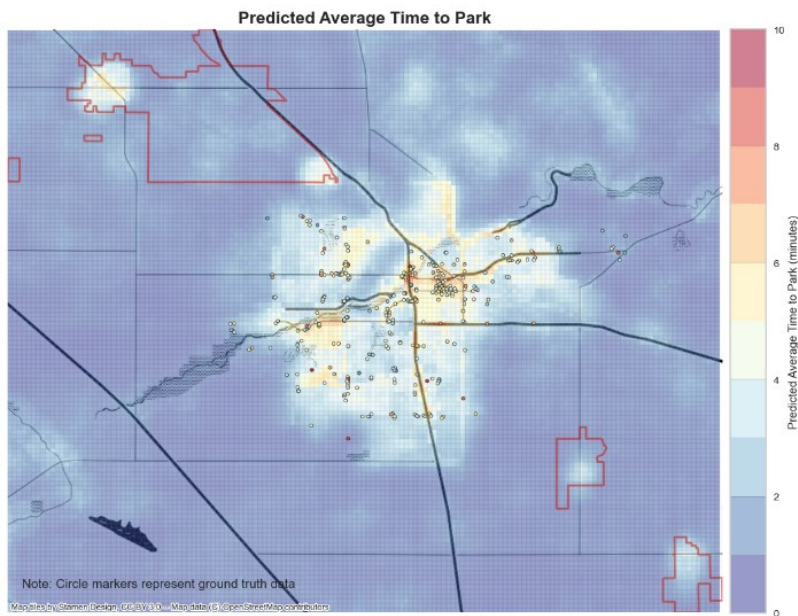 Predicted Average Time to Park
10
8
6
4
2
0
Predicted Average Time to Park (minutes)
Note: Circle markers represent ground truth data
Map tiles by Stamen Design, CC BY 3.0 -- Map data (C) OpenStreetMap contributors